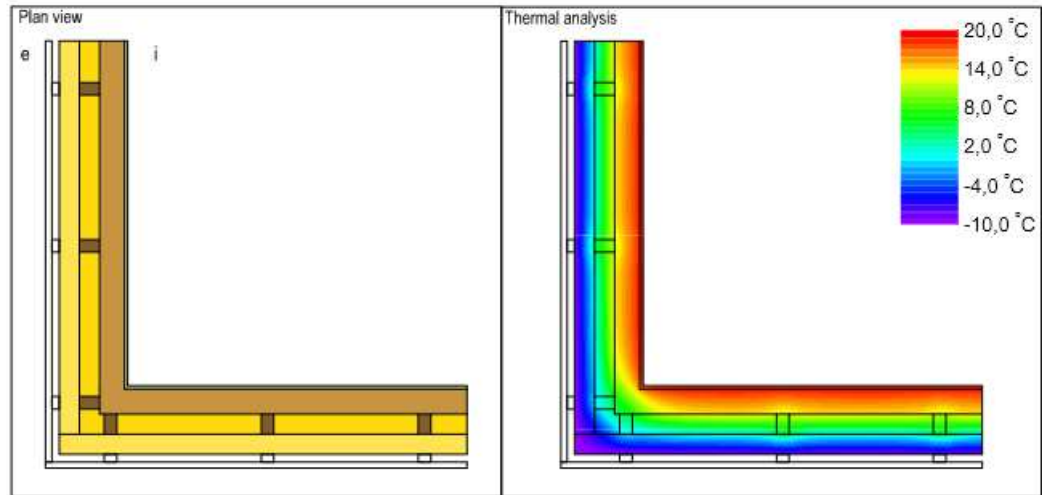 Plan view
e
i
Thermal analysis
20,0 °C
14,0 °C
8,0 °C
2,0 °C
-4,0 °C
-10,0 °C